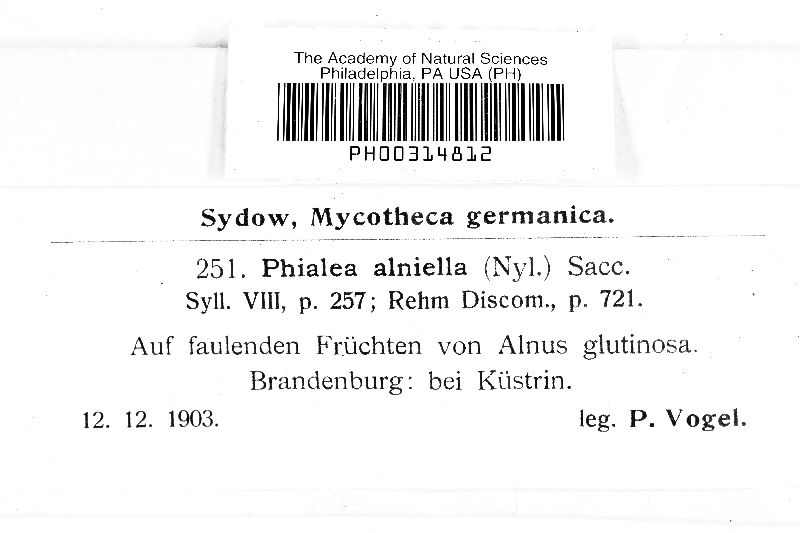 The Academy of Natural Sciences
Philadelphia, PA USA (PH)
PH00314812
Sydow, Mycotheca germanica.
251. Phialea alniella (Nyl.) Sacc.
Syll. VIII, p. 257; Rehm Discom., p. 721.
Auf faulenden Früchten von Alnus glutinosa.
Brandenburg: bei Küstrin.
12. 12. 1903. leg. P. Vogel.